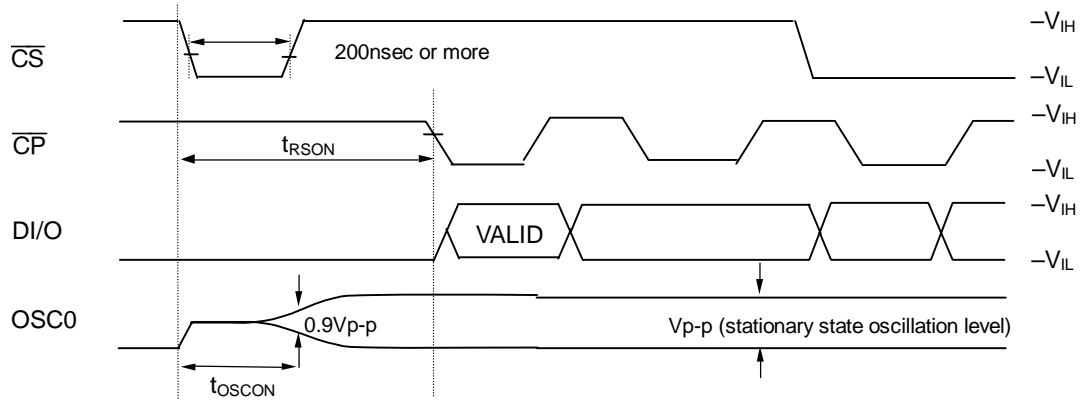 –VIH
CS
200nsec or more
–VIL
–VIH
CP
tRSON
–VIL
–VIH
DI/O
VALID
–VIL
OSC0
0.9Vp-p
Vp-p (stationary state oscillation level)
tOSCON